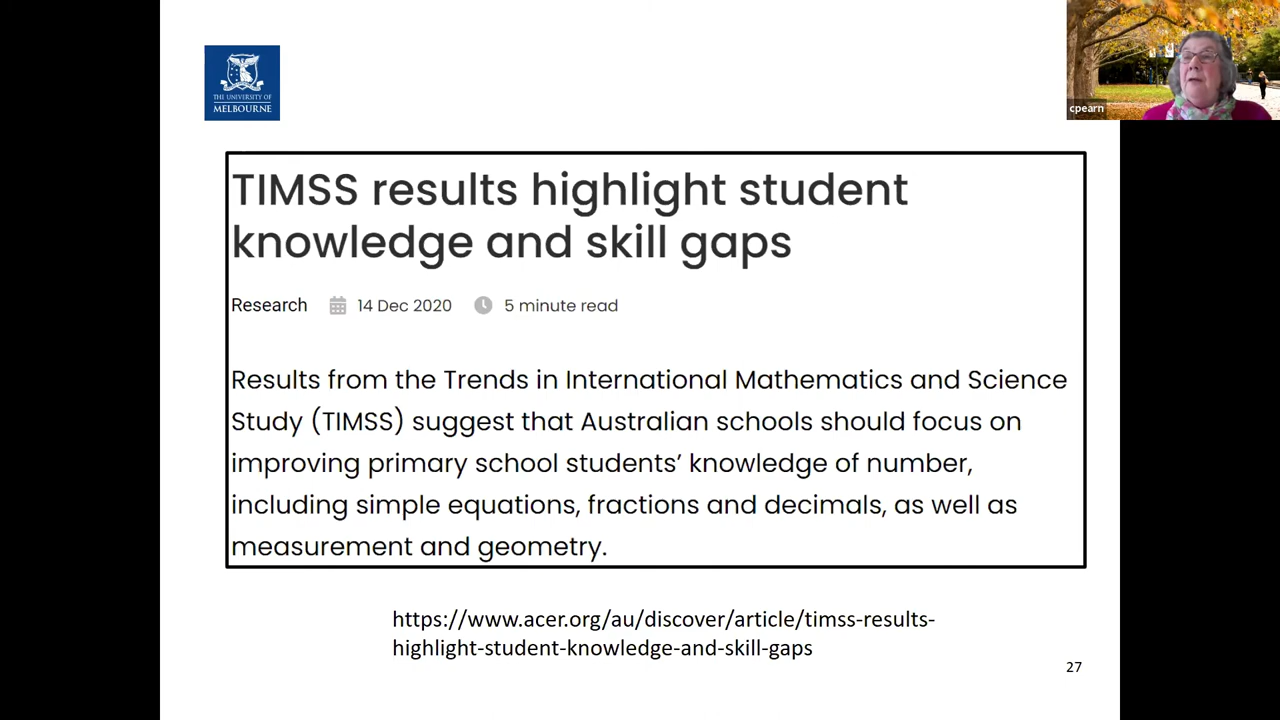 THE UNIVERSITY OF
MELBOURNE
cpearn
TIMSS results highlight student
knowledge and skill gaps
Research 14 Dec 2020 5 minute read
Results from the Trends in International Mathematics and Science
Study (TIMSS) suggest that Australian schools should focus on
improving primary school students’ knowledge of number,
including simple equations, fractions and decimals, as well as
measurement and geometry.
https://www.acer.org/au/discover/article/timss-results-
highlight-student-knowledge-and-skill-gaps
27